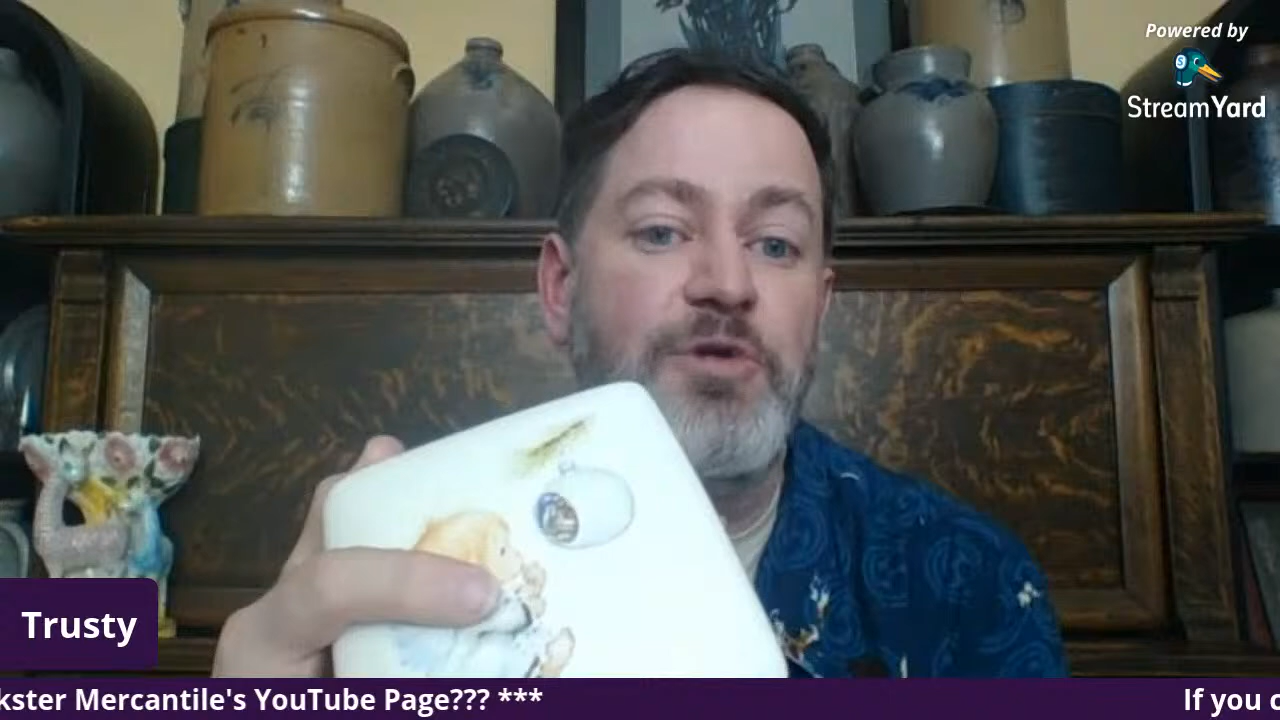 Powered by
StreamYard
Trusty
kster Mercantile's YouTube Page??? ***
If you c